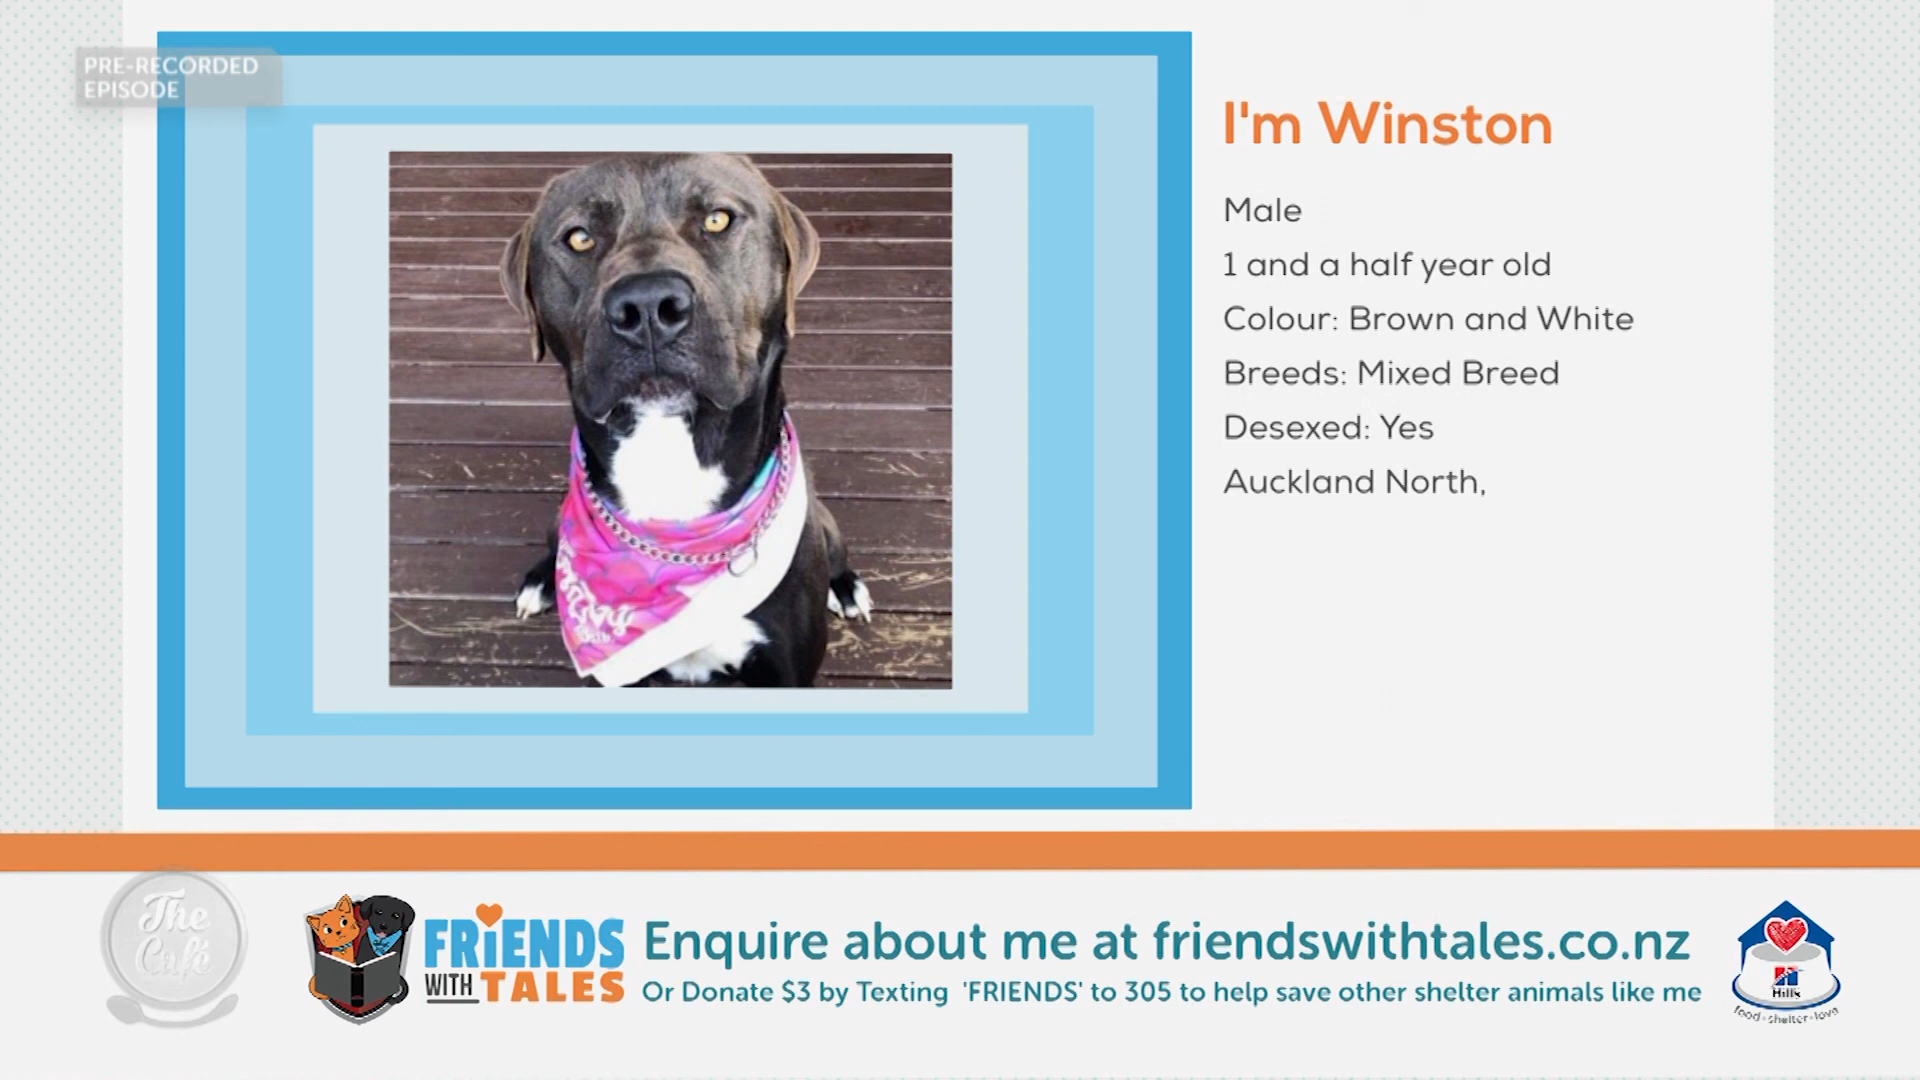 PRE-RECORDED
EPISODE
I'm Winston
Male
1 and a half year old
Colour: Brown and White
Breeds: Mixed Breed
Desexed: Yes
Auckland North,
The
Café
FRiENDS
WITH TALES
Enquire about me at friendswithtales.co.nz
Or Donate $3 by Texting 'FRIENDS' to 305 to help save other shelter animals like me
Hill's
food·shelter·love